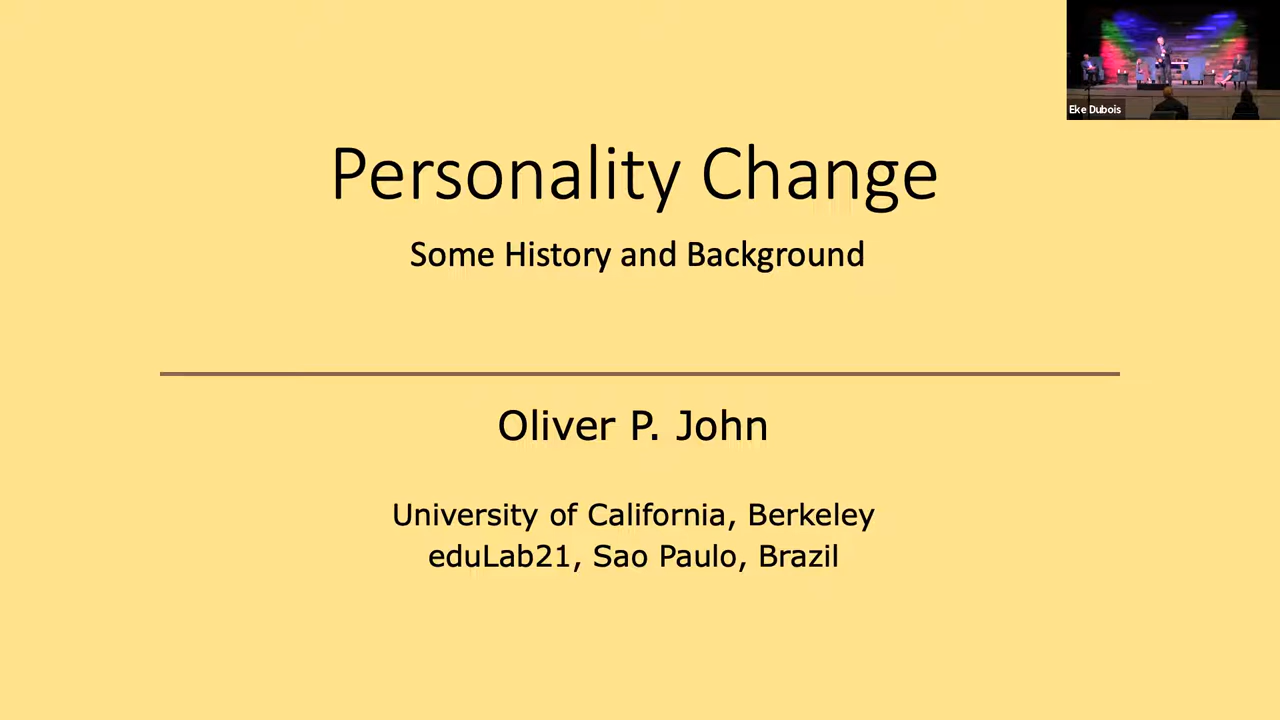 Eke Dubois
Personality Change
Some History and Background
Oliver P. John
University of California, Berkeley
eduLab21, Sao Paulo, Brazil